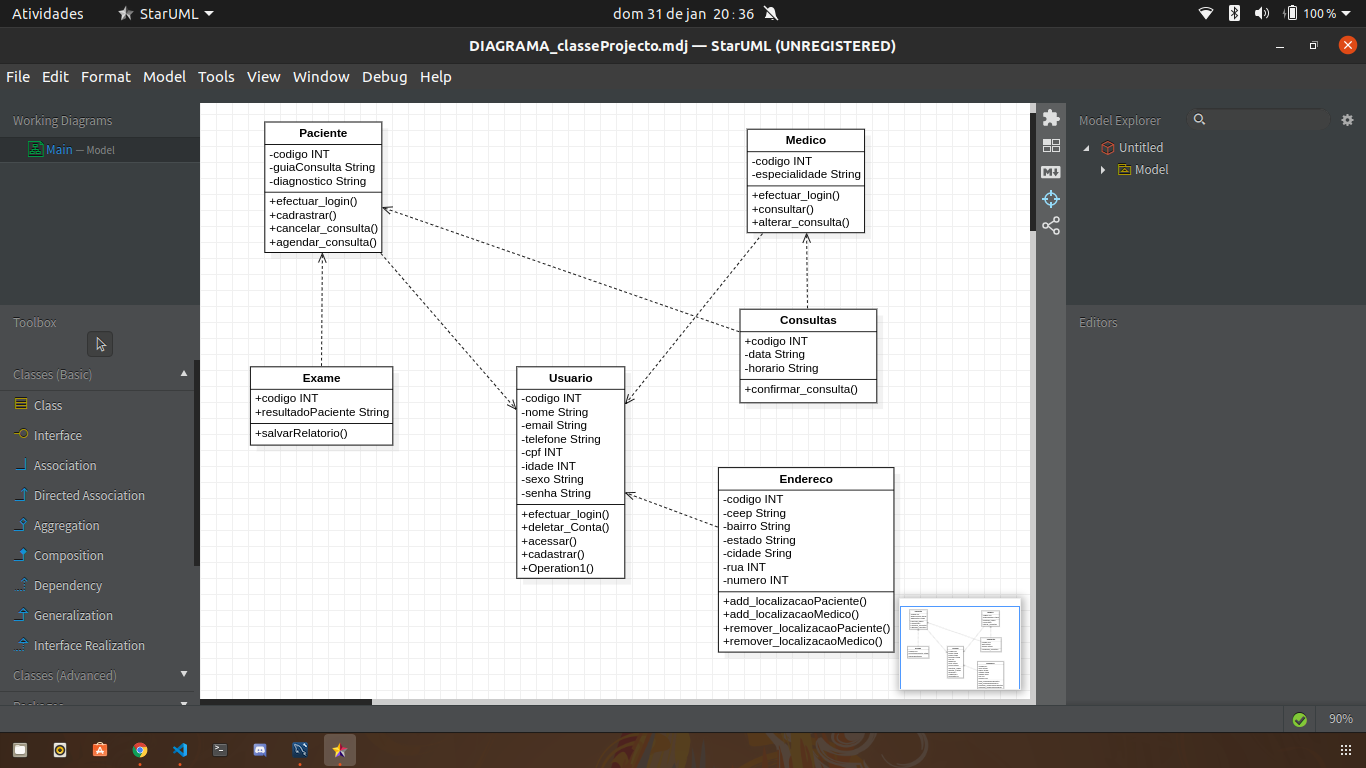 Atividades
StarUML
dom 31 de jan 20:36
100 %
DIAGRAMA_classeProjecto.mdj — StarUML (UNREGISTERED)
File Edit Format Model Tools View Window Debug Help
Working Diagrams
Main — Model
Toolbox
Classes (Basic)
Class
Interface
Association
Directed Association
Aggregation
Composition
Dependency
Generalization
Interface Realization
Classes (Advanced)
Paciente
-codigo INT
-guiaConsulta String
-diagnostico String
+efectuar_login()
+cadrastrar()
+cancelar_consulta()
+agendar_consulta()
Medico
-codigo INT
-especialidade String
+efectuar_login()
+consultar()
+alterar_consulta()
Consultas
+codigo INT
-data String
-horario String
+confirmar_consulta()
Exame
+codigo INT
+resultadoPaciente String
+salvarRelatorio()
Usuario
-codigo INT
-nome String
-email String
-telefone String
-cpf INT
-idade INT
-sexo String
-senha String
+efectuar_login()
+deletar_Conta()
+acessar()
+cadastrar()
+Operation1()
Endereco
-codigo INT
-ceep String
-bairro String
-estado String
-cidade Sring
-rua INT
-numero INT
+add_localizacaoPaciente()
+add_localizacaoMedico()
+remover_localizacaoPaciente()
+remover_localizacaoMedico()
M
Model Explorer
Untitled
Model
Editors
90%